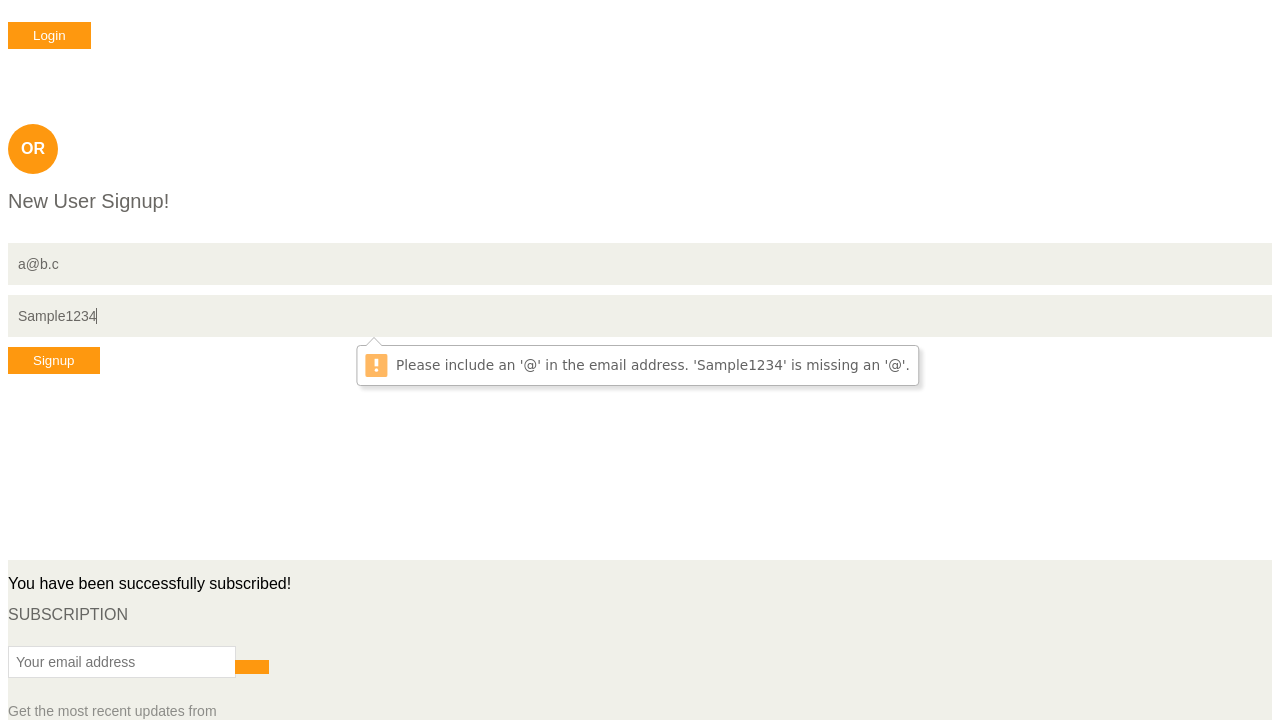 Login
OR
New User Signup!
a@b.c
Sample1234
Signup
Please include an '@' in the email address. 'Sample1234' is missing an '@'.
You have been successfully subscribed!
SUBSCRIPTION
Your email address
Get the most recent updates from